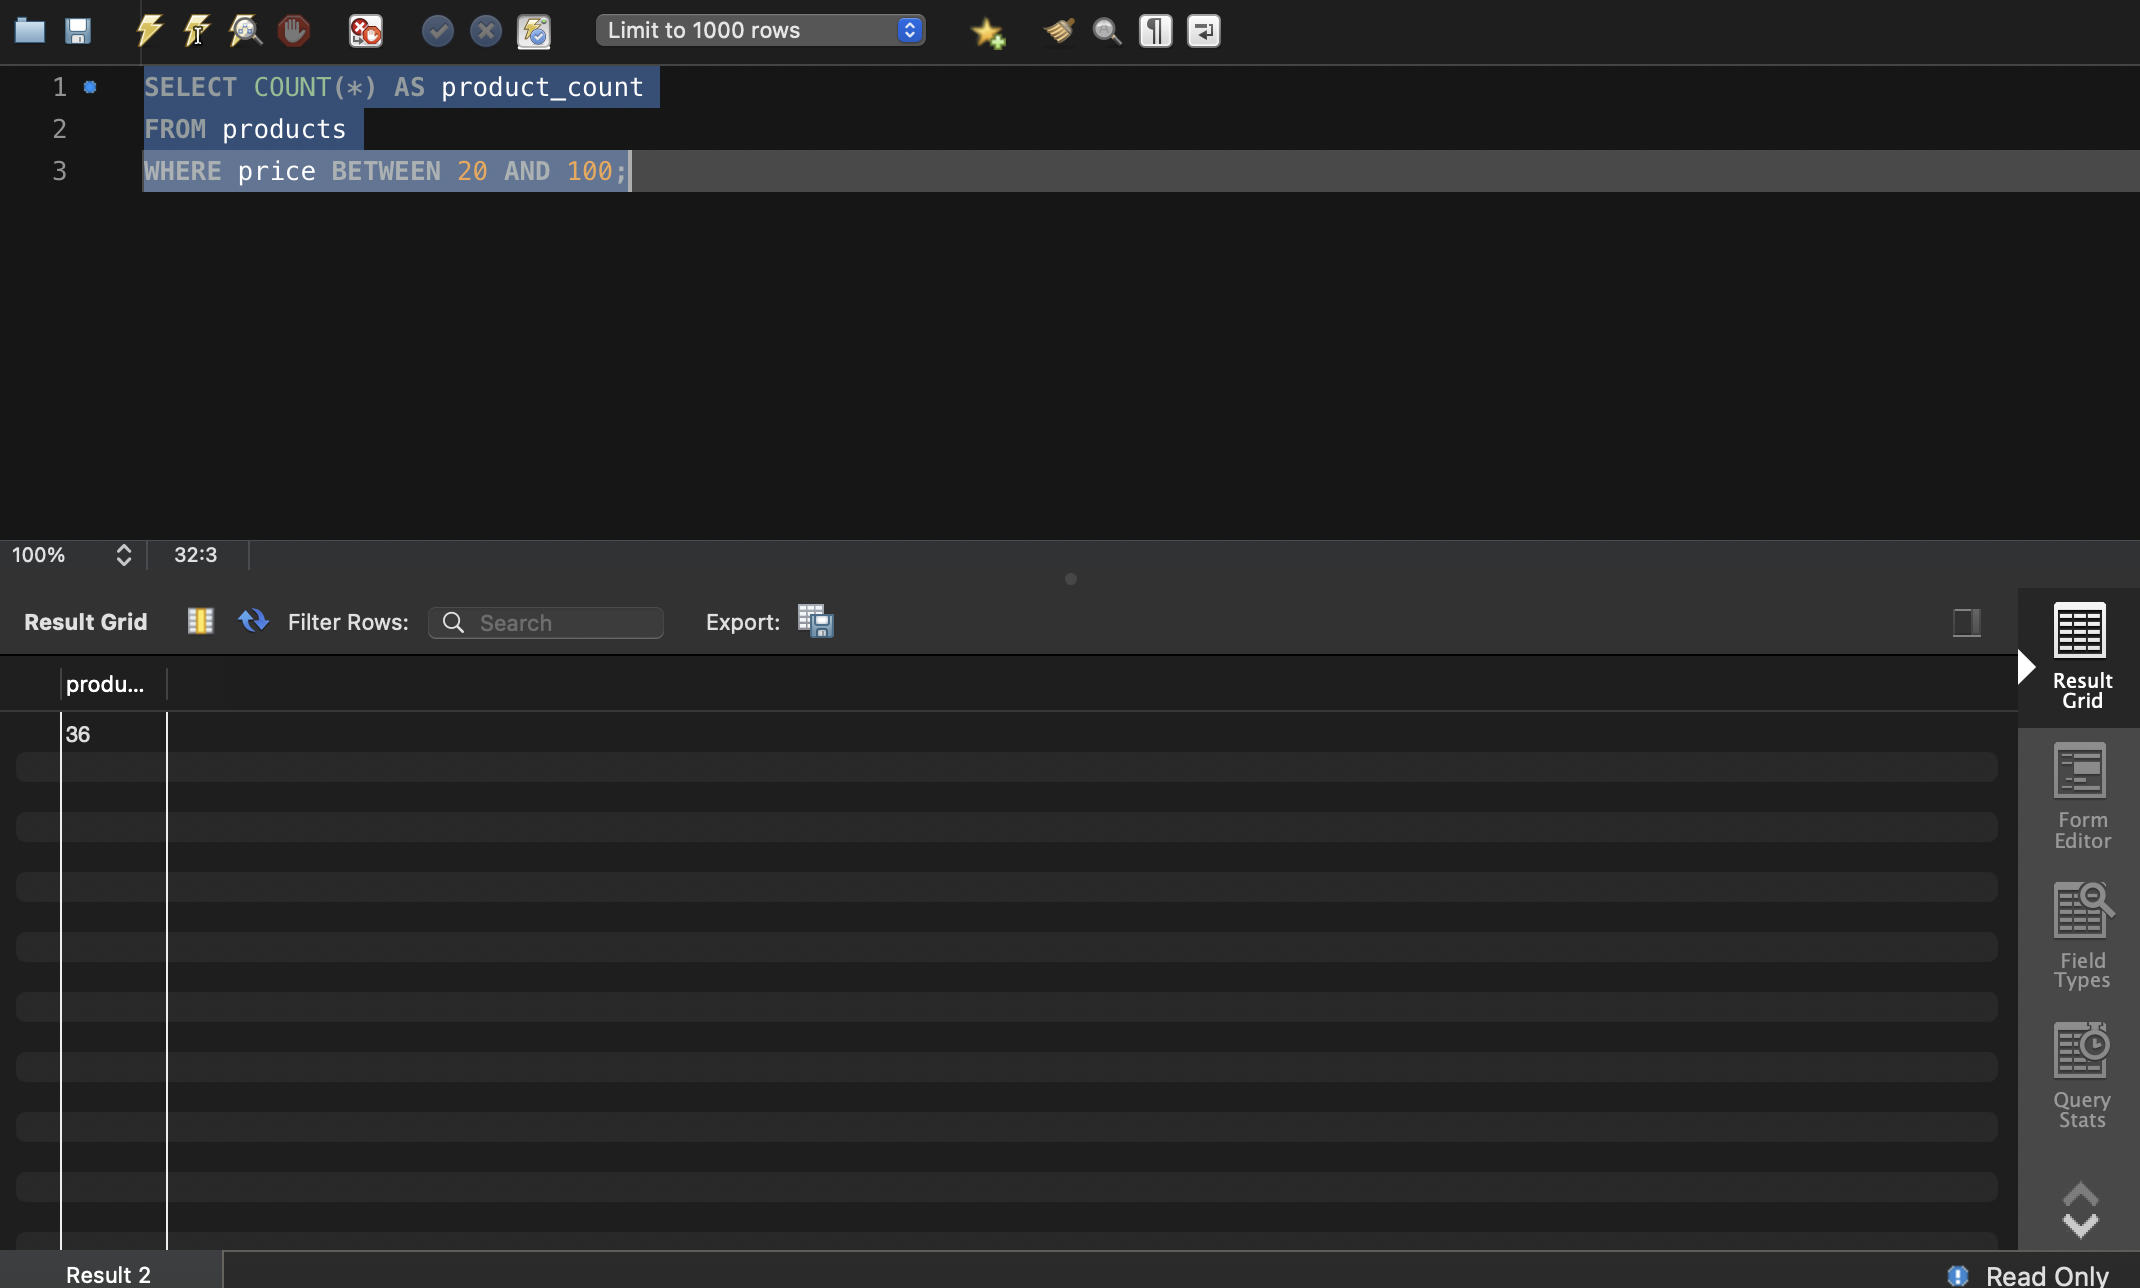 Limit to 1000 rows
1 SELECT COUNT(*) AS product_count
2 FROM products
3 WHERE price BETWEEN 20 AND 100;
100% 32:3
Result Grid Filter Rows: Search Export:
produ...
36
Result
Grid
Form
Editor
Field
Types
Query
Stats
Result 2
Read Only